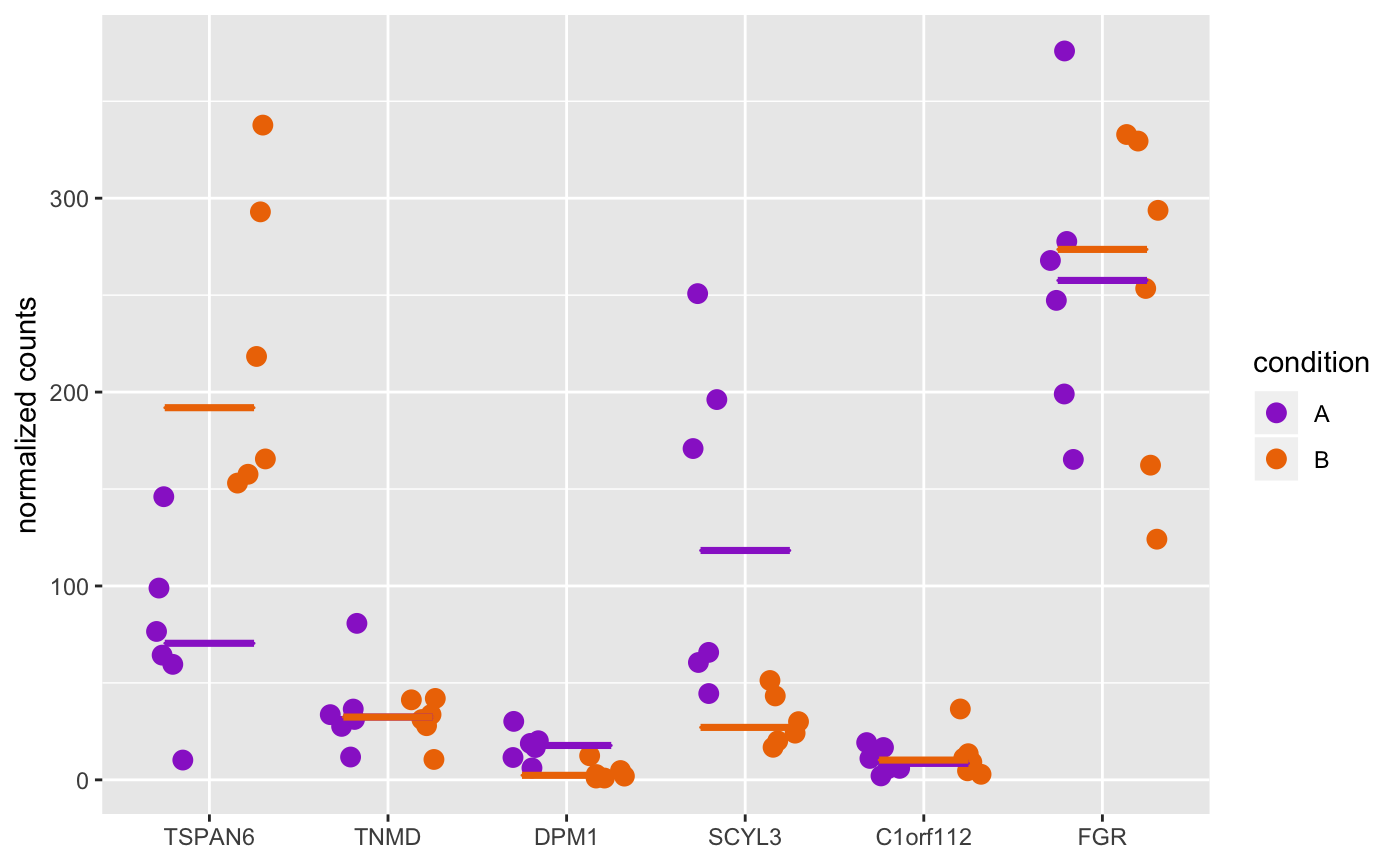 normalized counts
300
200
100
0
TSPAN6 TNMD DPM1 SCYL3 C1orf112 FGR
condition
A
B